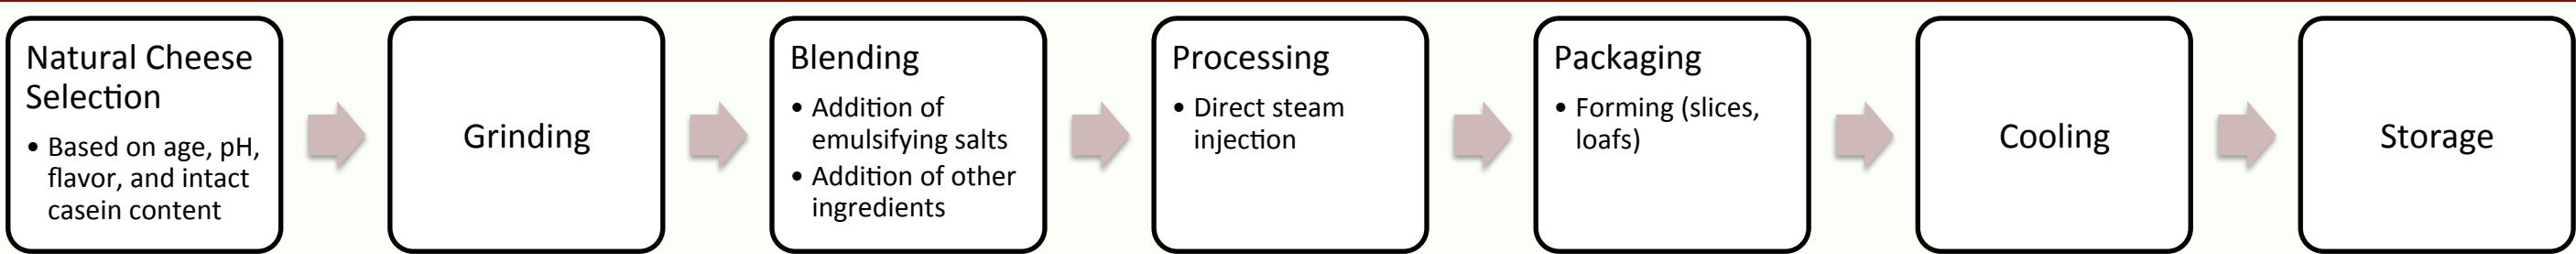 Natural Cheese
Selection
• Based on age, pH,
flavor, and intact
casein content
Grinding
Blending
• Addition of
emulsifying salts
• Addition of other
ingredients
Processing
• Direct steam
injection
Packaging
• Forming (slices,
loafs)
Cooling
Storage